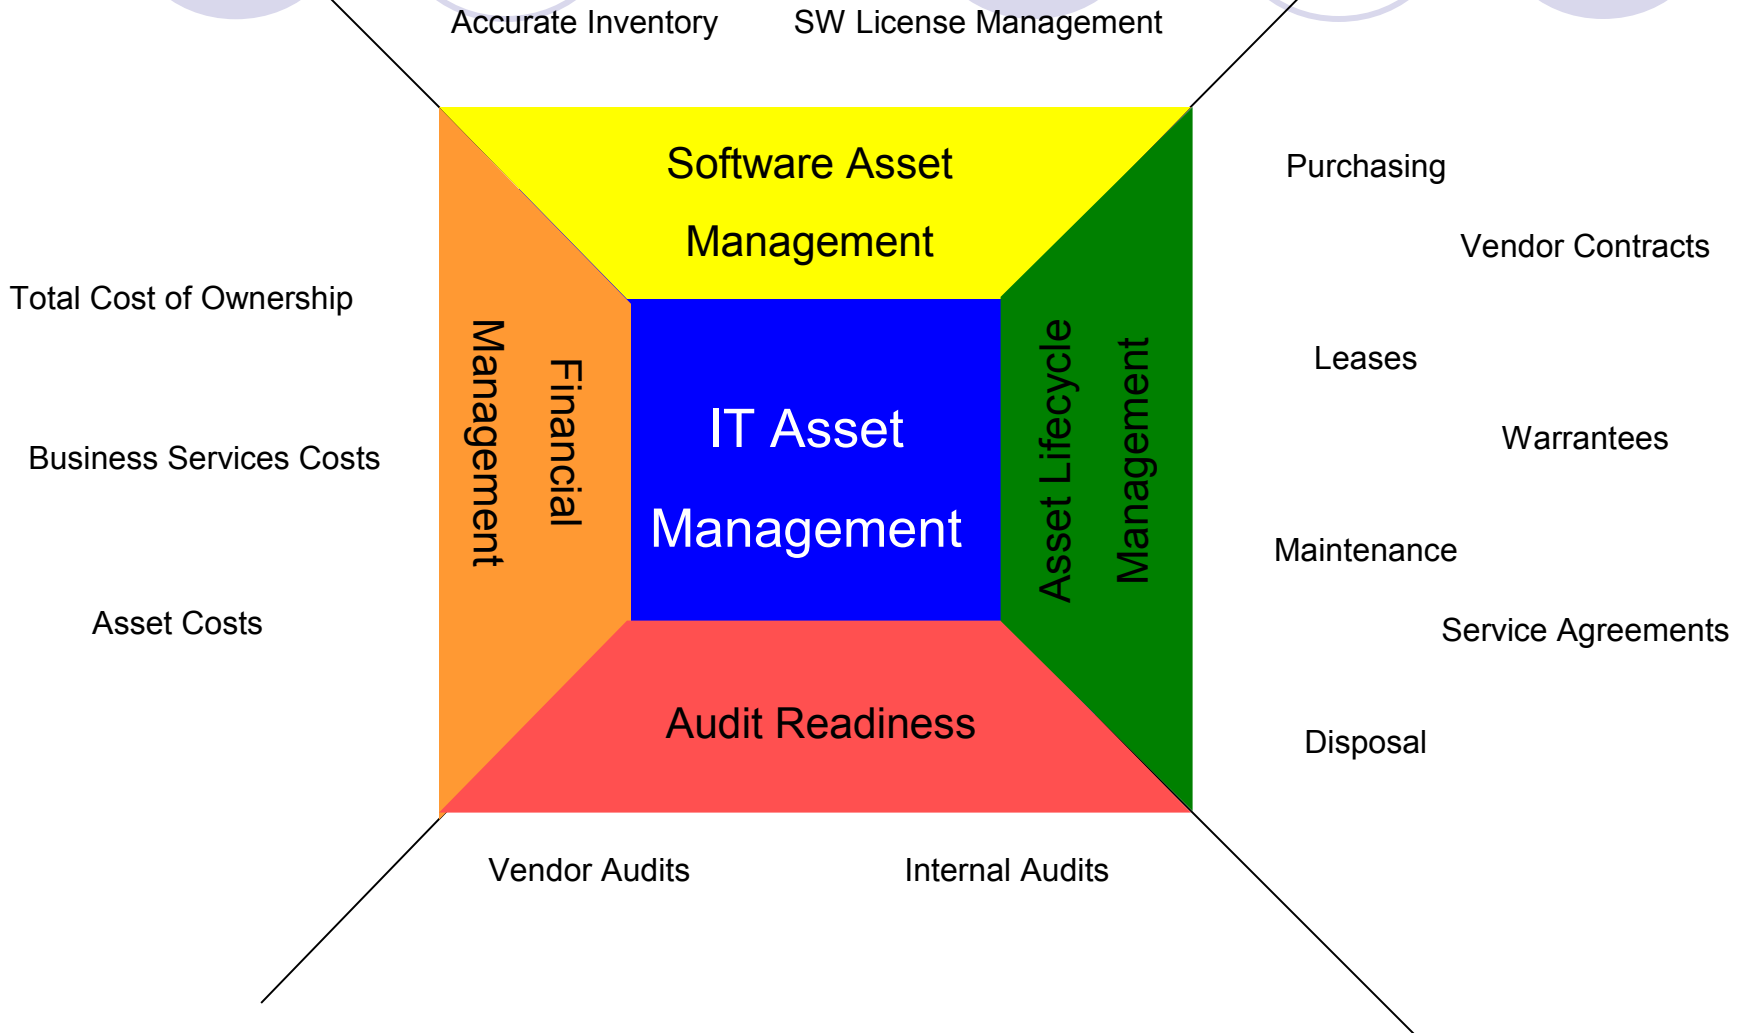 Accurate Inventory
SW License Management
Software Asset
Management
Purchasing
Vendor Contracts
Total Cost of Ownership
Financial
Management
IT Asset
Management
Asset Lifecycle
Management
Leases
Warrantees
Business Services Costs
Maintenance
Asset Costs
Service Agreements
Audit Readiness
Disposal
Vendor Audits
Internal Audits